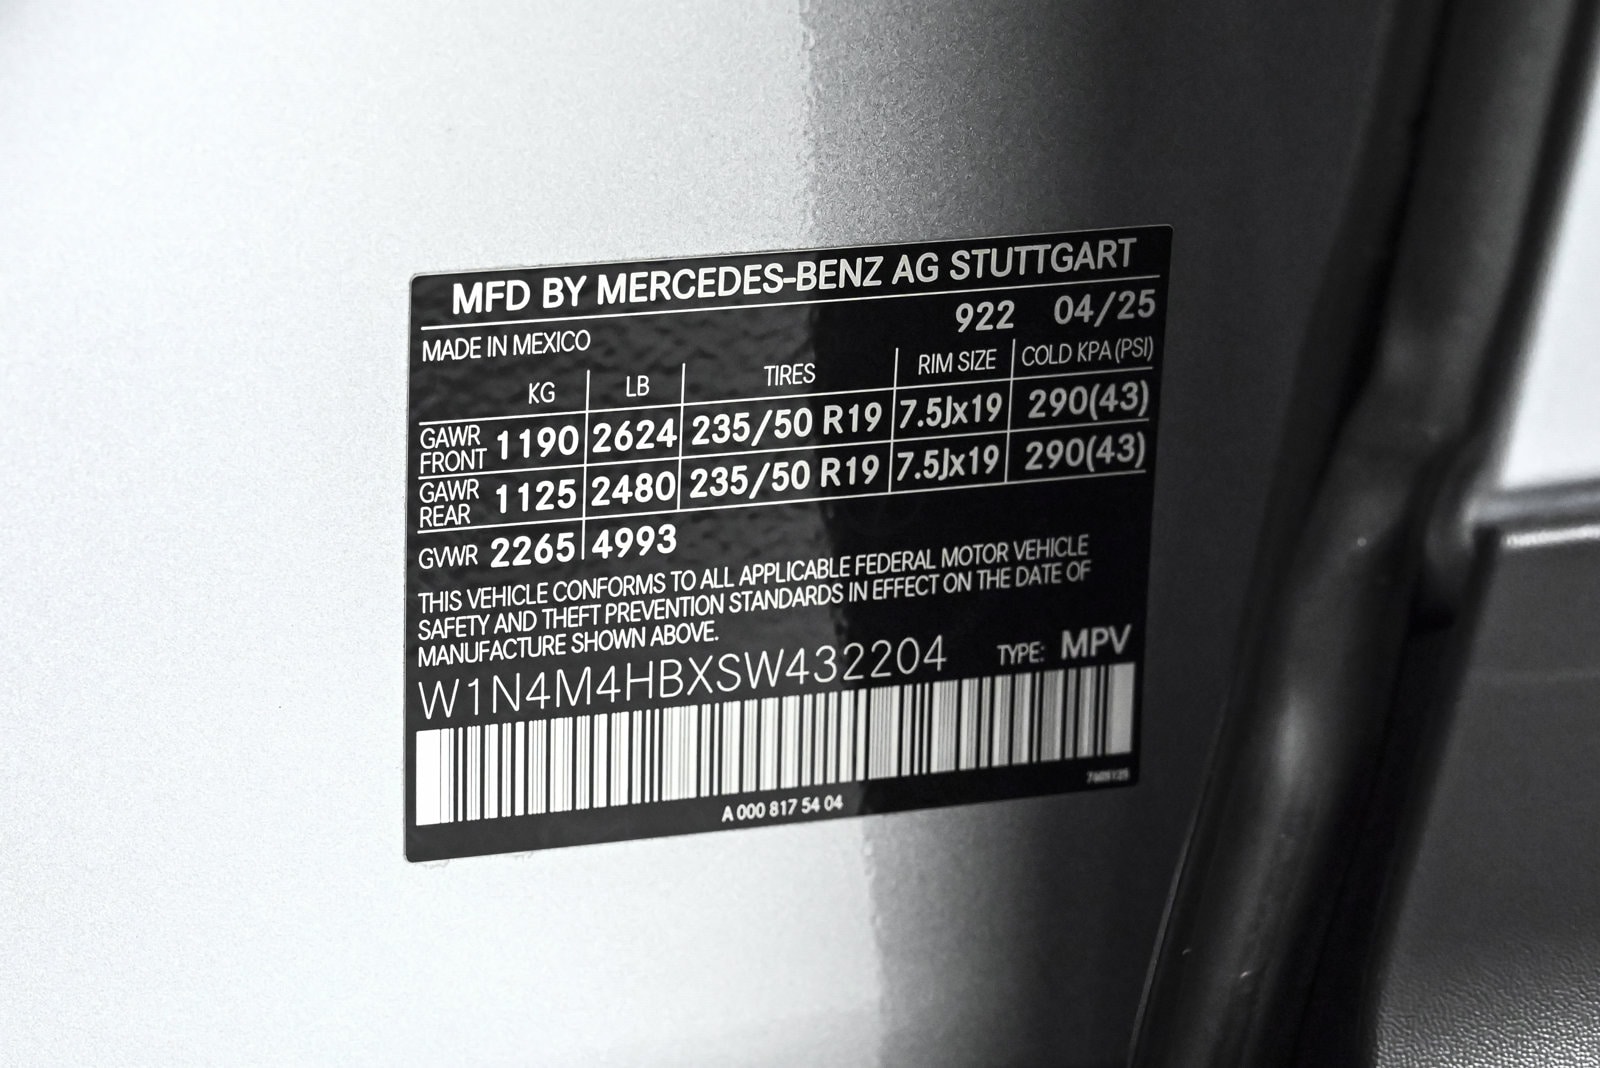 MFD BY MERCEDES-BENZ AG STUTTGART
MADE IN MEXICO 922 04/25
KG LB TIRES RIM SIZE COLD KPA (PSI)
GAWR FRONT 1190 2624 235/50 R19 7.5Jx19 290(43)
GAWR REAR 1125 2480 235/50 R19 7.5Jx19 290(43)
GVWR 2265 4993
THIS VEHICLE CONFORMS TO ALL APPLICABLE FEDERAL MOTOR VEHICLE
SAFETY AND THEFT PREVENTION STANDARDS IN EFFECT ON THE DATE OF
MANUFACTURE SHOWN ABOVE.
W1N4M4HBXSW432204 TYPE: MPV
A 000 817 54 04